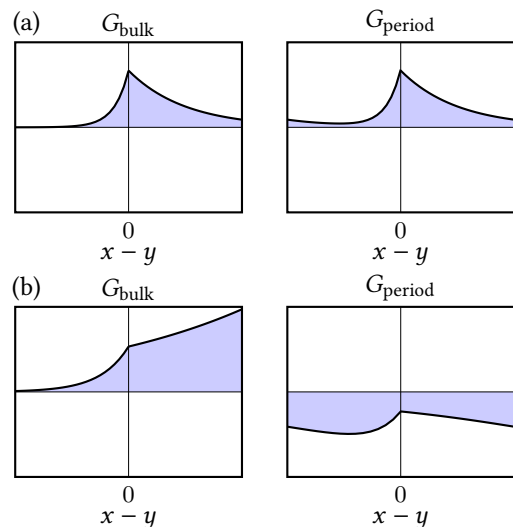 (a) G_bulk G_period
0 0
x − y x − y
(b) G_bulk G_period
0 0
x − y x − y